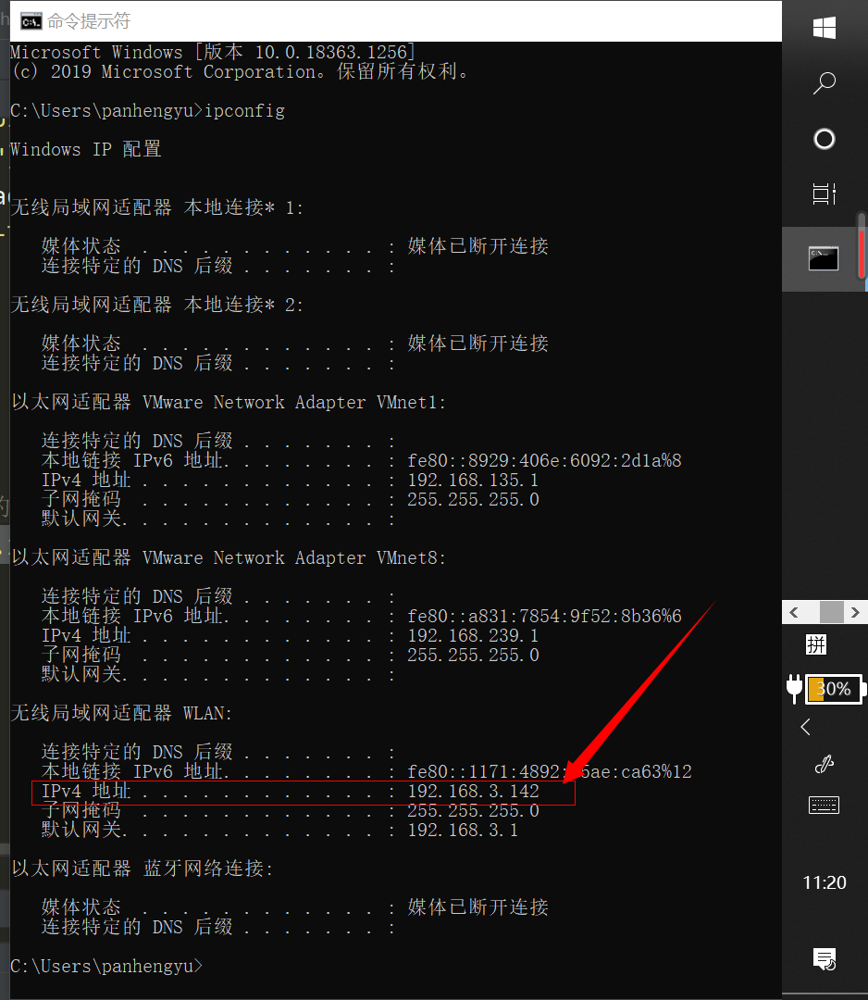 命令提示符
Microsoft Windows [版本 10.0.18363.1256]
(c) 2019 Microsoft Corporation。保留所有权利。
C:\Users\panhengyu>ipconfig
Windows IP 配置
无线局域网适配器 本地连接* 1:
媒体状态 . . . . . . . . . . . . : 媒体已断开连接
连接特定的 DNS 后缀 . . . . . . . :
无线局域网适配器 本地连接* 2:
媒体状态 . . . . . . . . . . . . : 媒体已断开连接
连接特定的 DNS 后缀 . . . . . . . :
以太网适配器 VMware Network Adapter VMnet1:
连接特定的 DNS 后缀 . . . . . . . :
本地链接 IPv6 地址. . . . . . . . : fe80::8929:406e:6092:2d1a%8
IPv4 地址 . . . . . . . . . . . . : 192.168.135.1
子网掩码 . . . . . . . . . . . . : 255.255.255.0
默认网关. . . . . . . . . . . . . :
以太网适配器 VMware Network Adapter VMnet8:
连接特定的 DNS 后缀 . . . . . . . :
本地链接 IPv6 地址. . . . . . . . : fe80::a831:7854:9f52:8b36%6
IPv4 地址 . . . . . . . . . . . . : 192.168.239.1
子网掩码 . . . . . . . . . . . . : 255.255.255.0
默认网关. . . . . . . . . . . . . :
无线局域网适配器 WLAN:
连接特定的 DNS 后缀 . . . . . . . :
本地链接 IPv6 地址. . . . . . . . : fe80::1171:4892: 5ae:ca63%12
IPv4 地址 . . . . . . . . . . . . : 192.168.3.142
子网掩码 . . . . . . . . . . . . : 255.255.255.0
默认网关. . . . . . . . . . . . . : 192.168.3.1
以太网适配器 蓝牙网络连接:
媒体状态 . . . . . . . . . . . . : 媒体已断开连接
连接特定的 DNS 后缀 . . . . . . . :
C:\Users\panhengyu>
拼
30%
11:20